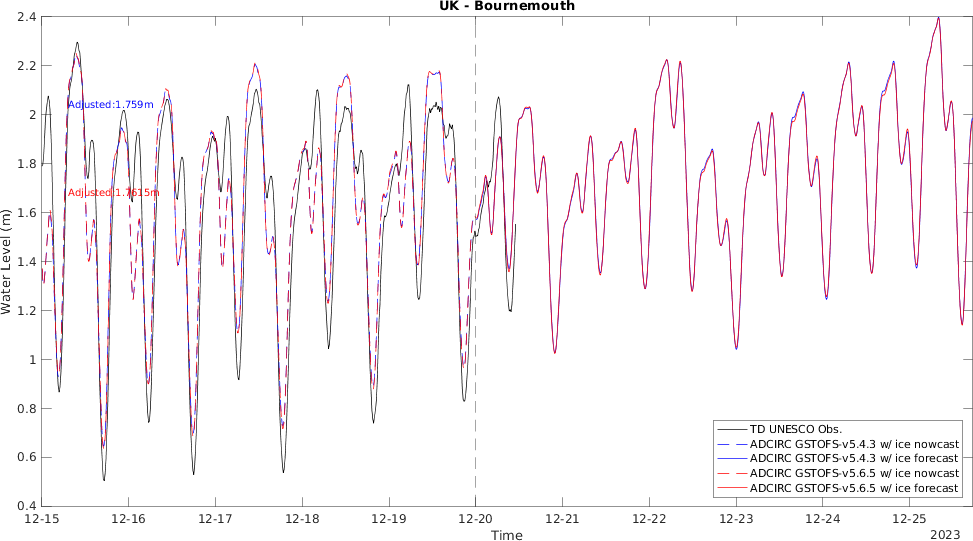 UK - Bournemouth
2.4
2.2
2
1.8
1.6
1.4
1.2
1
0.8
0.6
0.4
Water Level (m)
Adjusted:1.759m
Adjusted:1.7615m
TD UNESCO Obs.
ADCIRC GSTOFS-v5.4.3 w/ ice nowcast
ADCIRC GSTOFS-v5.4.3 w/ ice forecast
ADCIRC GSTOFS-v5.6.5 w/ ice nowcast
ADCIRC GSTOFS-v5.6.5 w/ ice forecast
12-15 12-16 12-17 12-18 12-19 12-20 12-21 12-22 12-23 12-24 12-25
Time
2023